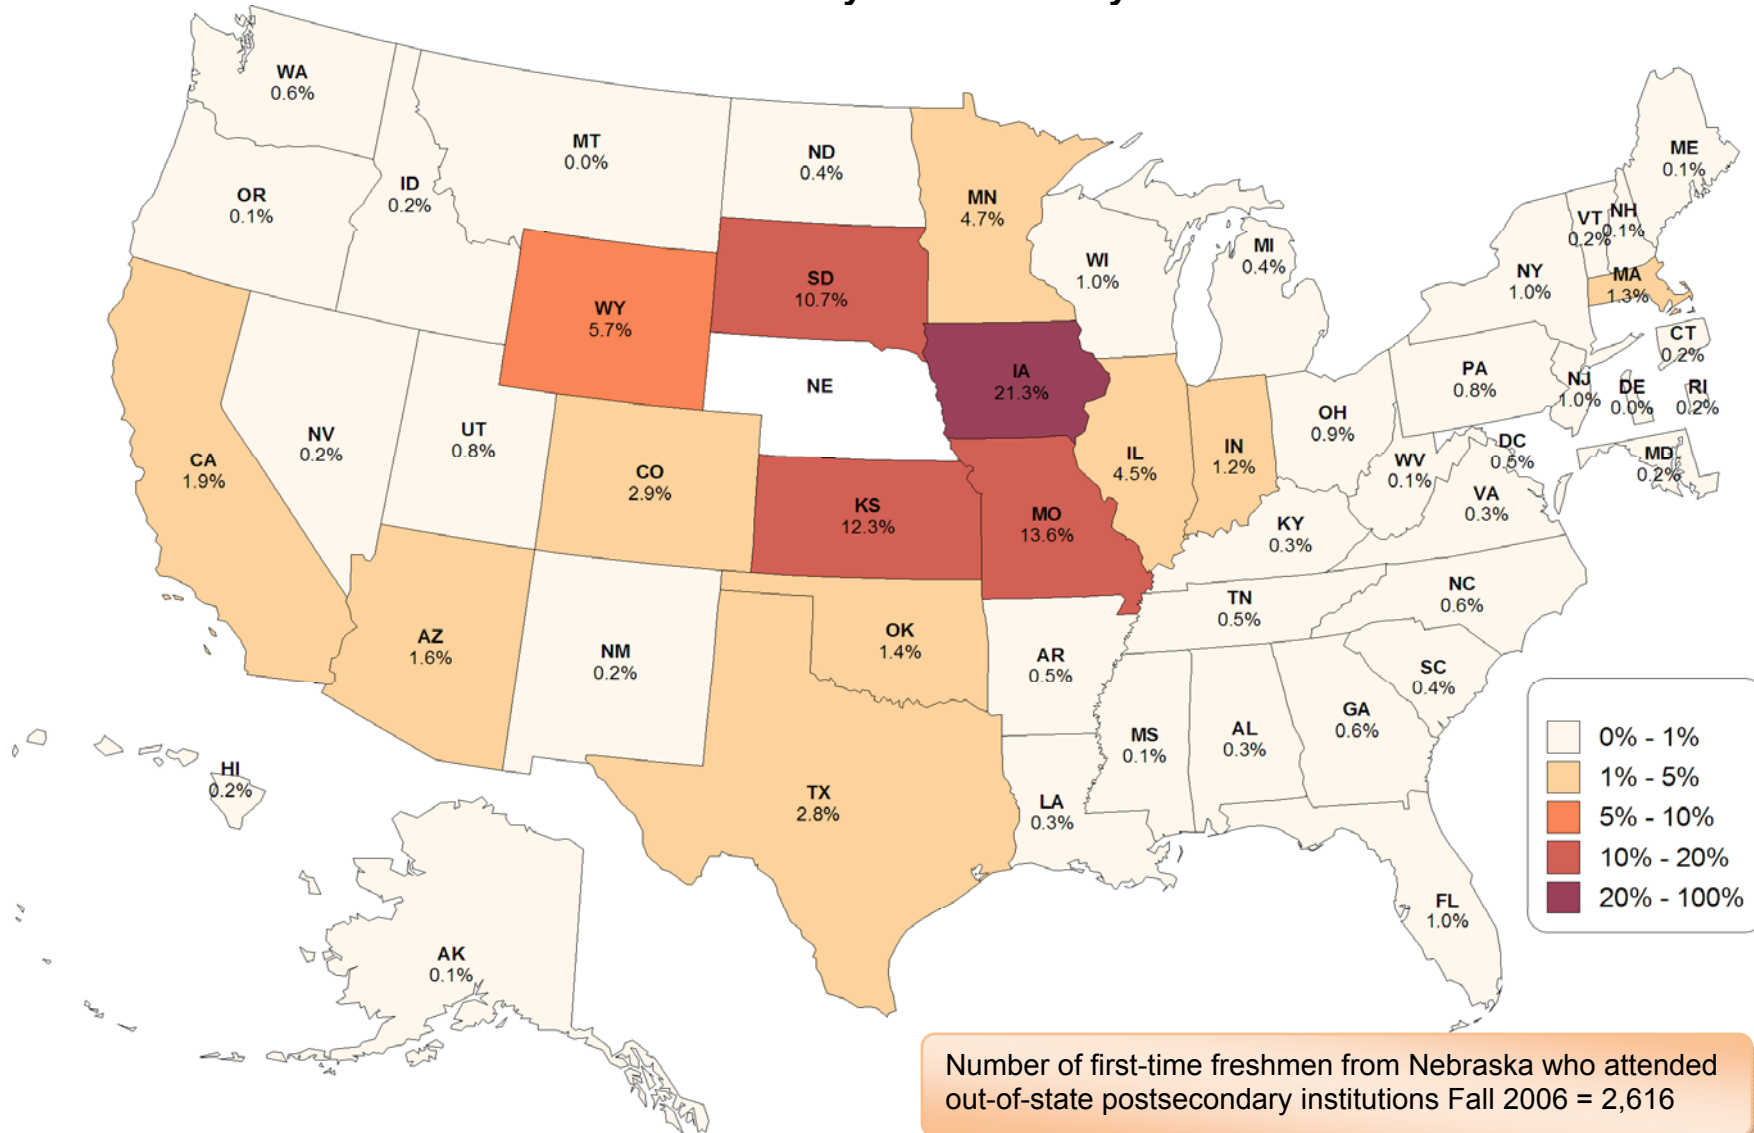 WA
0.6%
MT
0.0%
ND
0.4%
MN
4.7%
ME
0.1%
OR
0.1%
ID
0.2%
WI
1.0%
MI
0.4%
VT
0.2%
NH
0.1%
NY
1.0%
MA
1.3%
SD
10.7%
WY
5.7%
CT
0.2%
IA
21.3%
NE
PA
0.8%
NJ
1.0%
DE
0.0%
RI
0.2%
OH
0.9%
NV
0.2%
UT
0.8%
CA
1.9%
CO
2.9%
IL
4.5%
IN
1.2%
WV
0.1%
DC
0.5%
MD
0.2%
VA
0.3%
KS
12.3%
MO
13.6%
KY
0.3%
NC
0.6%
TN
0.5%
AZ
1.6%
NM
0.2%
OK
1.4%
AR
0.5%
SC
0.4%
GA
0.6%
MS
0.1%
AL
0.3%
HI
0.2%
TX
2.8%
LA
0.3%
FL
1.0%
AK
0.1%
0% - 1%
1% - 5%
5% - 10%
10% - 20%
20% - 100%
Number of first-time freshmen from Nebraska who attended
out-of-state postsecondary institutions Fall 2006 = 2,616